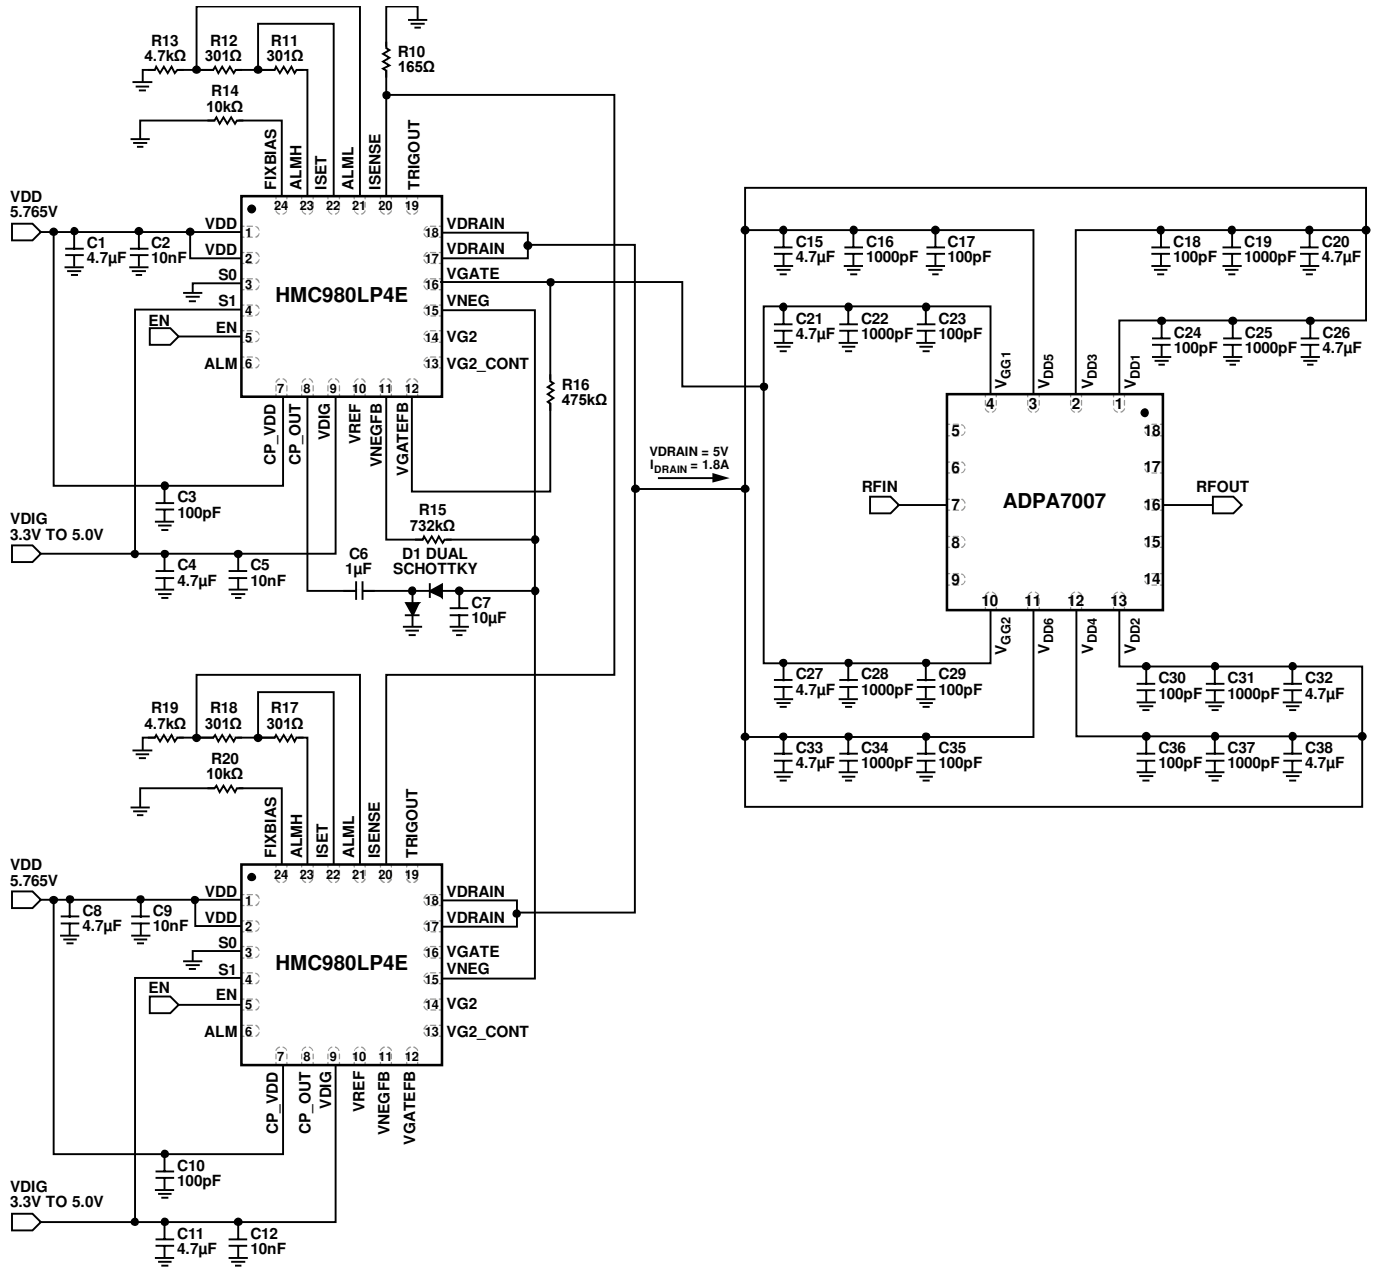 R13
4.7kΩ
R12
301Ω
R11
301Ω
R10
165Ω
R14
10kΩ
FIXBIAS
ALMH
ISET
ALML
ISENSE
TRIGOUT
24
23
22
21
20
19
VDD
5.765V
C1
4.7µF
C2
10nF
VDD
VDD
S0
S1
EN
EN
ALM
1
2
3
4
5
6
HMC980LP4E
18
17
16
15
14
13
VDRAIN
VDRAIN
VGATE
VNEG
VG2
VG2_CONT
7
8
9
10
11
12
CP_VDD
CP_OUT
VDIG
VREF
VNEGFB
VGATEFB
R16
475kΩ
C3
100pF
VDIG
3.3V TO 5.0V
C4
4.7µF
C5
10nF
R15
732kΩ
D1 DUAL
SCHOTTKY
C6
1µF
C7
10µF
VDRAIN = 5V
IDRAIN = 1.8A
C15
4.7µF
C16
1000pF
C17
100pF
C18
100pF
C19
1000pF
C20
4.7µF
C21
4.7µF
C22
1000pF
C23
100pF
C24
100pF
C25
1000pF
C26
4.7µF
VGG1
VDD5
VDD3
VDD1
4
3
2
1
5
6
7
8
9
RFIN
ADPA7007
18
17
16
15
14
RFOUT
10
11
12
13
VGG2
VDD6
VDD4
VDD2
C27
4.7µF
C28
1000pF
C29
100pF
C30
100pF
C31
1000pF
C32
4.7µF
C33
4.7µF
C34
1000pF
C35
100pF
C36
100pF
C37
1000pF
C38
4.7µF
R19
4.7kΩ
R18
301Ω
R17
301Ω
R20
10kΩ
FIXBIAS
ALMH
ISET
ALML
ISENSE
TRIGOUT
24
23
22
21
20
19
VDD
5.765V
C8
4.7µF
C9
10nF
VDD
VDD
S0
S1
EN
EN
ALM
1
2
3
4
5
6
HMC980LP4E
18
17
16
15
14
13
VDRAIN
VDRAIN
VGATE
VNEG
VG2
VG2_CONT
7
8
9
10
11
12
CP_VDD
CP_OUT
VDIG
VREF
VNEGFB
VGATEFB
C10
100pF
VDIG
3.3V TO 5.0V
C11
4.7µF
C12
10nF